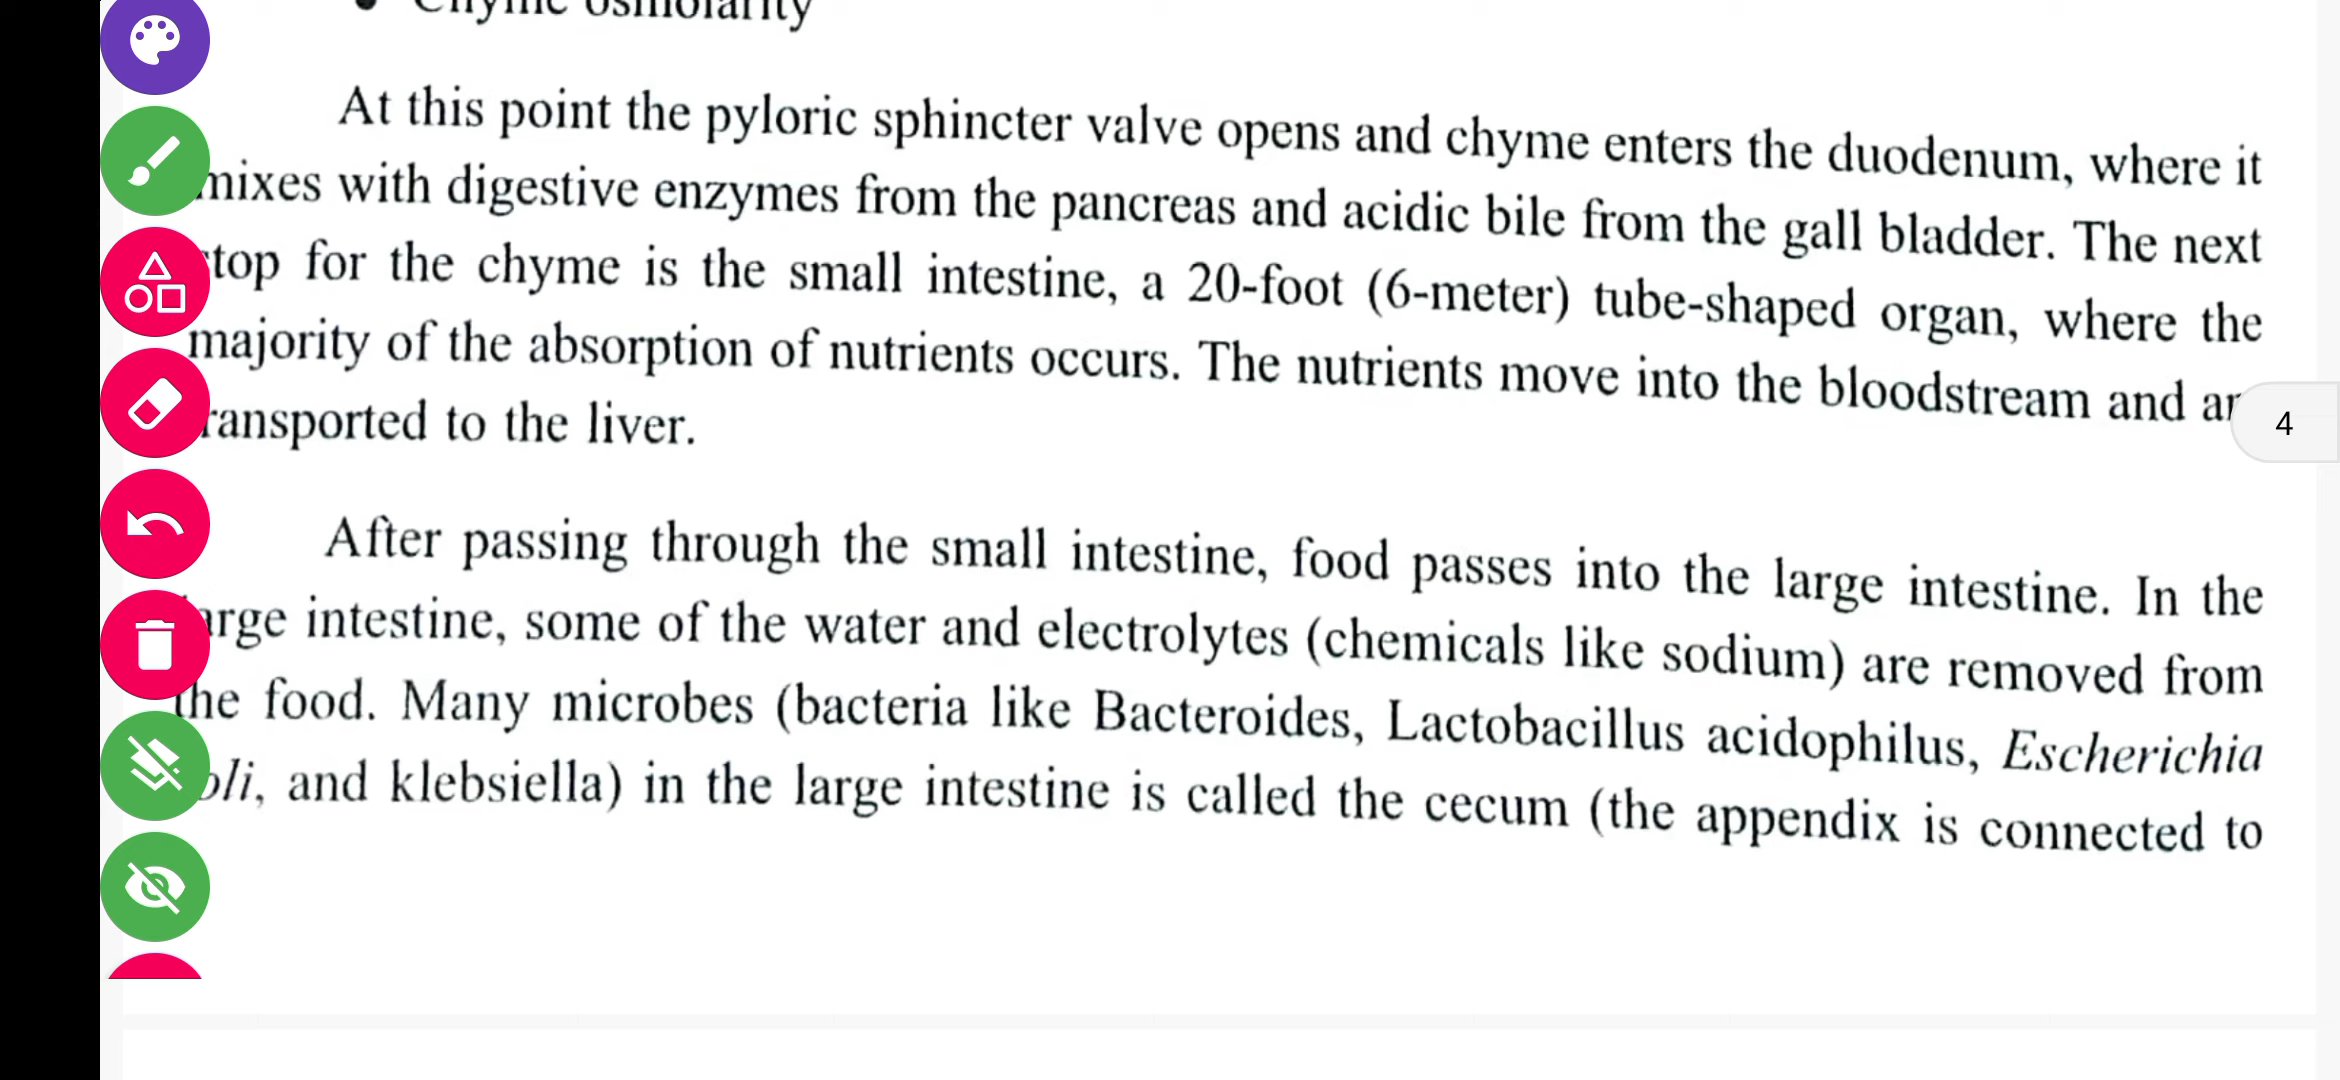 Chyme osmolarity
At this point the pyloric sphincter valve opens and chyme enters the duodenum, where it
mixes with digestive enzymes from the pancreas and acidic bile from the gall bladder. The next
stop for the chyme is the small intestine, a 20-foot (6-meter) tube-shaped organ, where the
majority of the absorption of nutrients occurs. The nutrients move into the bloodstream and
ransported to the liver.
4
After passing through the small intestine, food passes into the large intestine. In the
arge intestine, some of the water and electrolytes (chemicals like sodium) are removed from
the food. Many microbes (bacteria like Bacteroides, Lactobacillus acidophilus, Escherichia
oli, and klebsiella) in the large intestine is called the cecum (the appendix is connected to